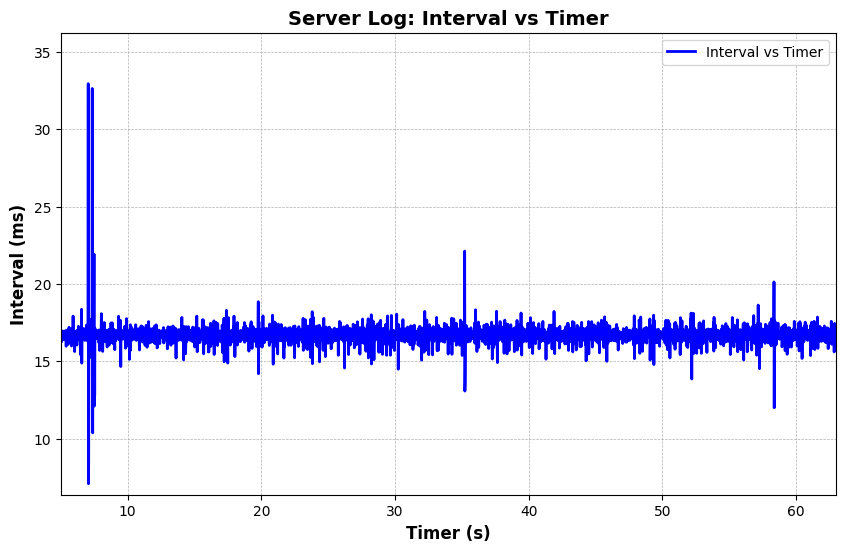 Server Log: Interval vs Timer
Interval vs Timer
35
30
25
20
15
10
Interval (ms)
10 20 30 40 50 60
Timer (s)